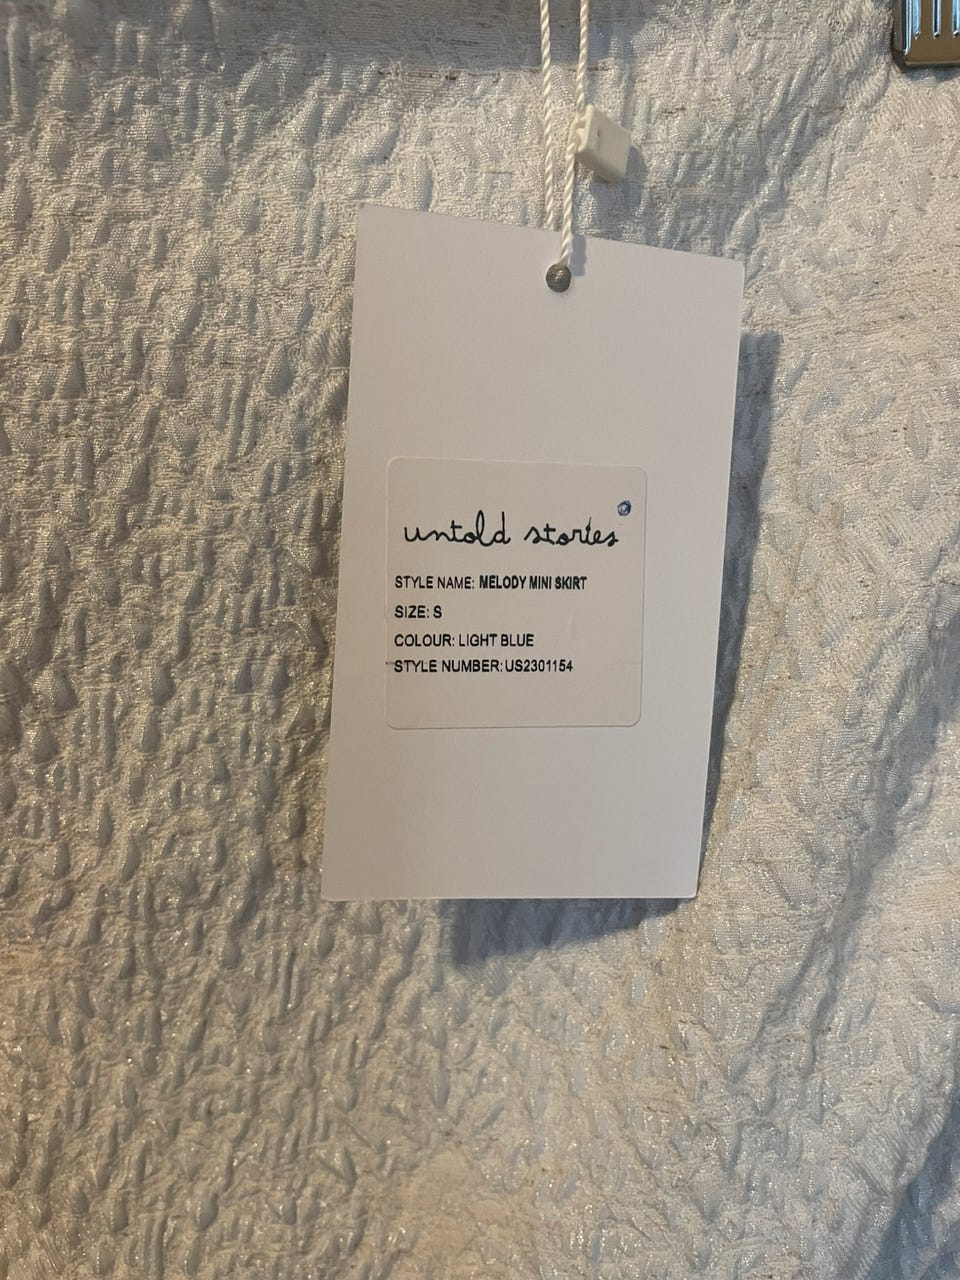 untold stories
STYLE NAME: MELODY MINI SKIRT
SIZE: S
COLOUR: LIGHT BLUE
STYLE NUMBER: US2301154